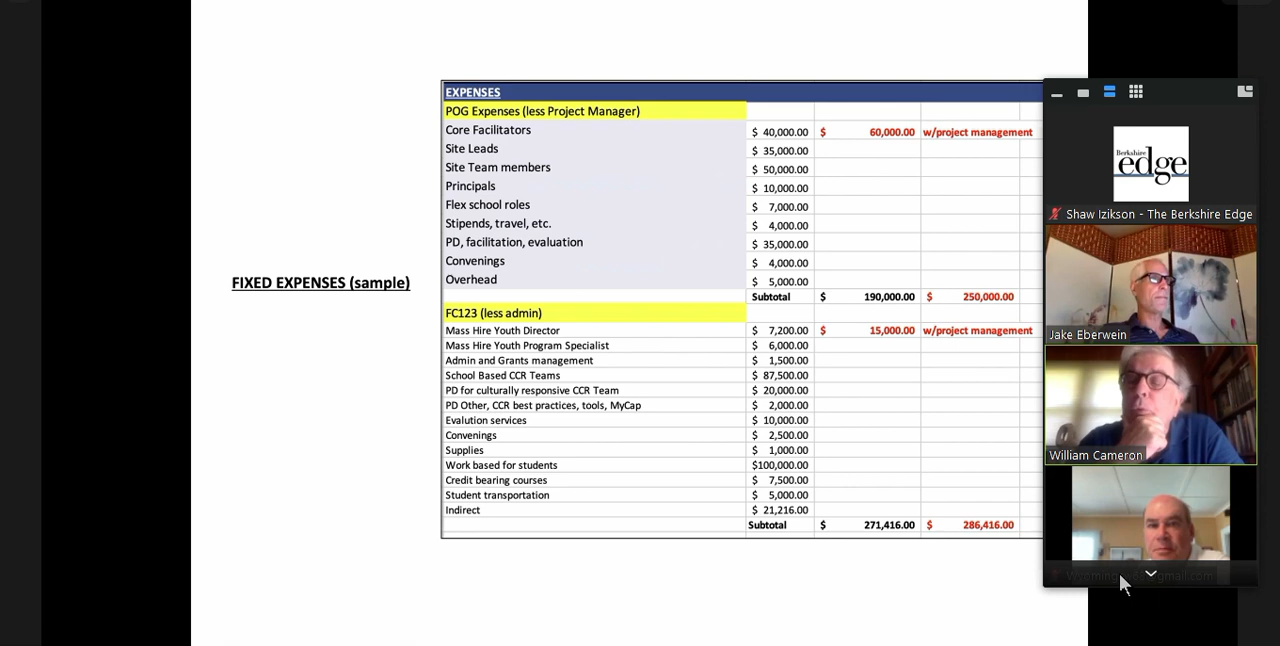 EXPENSES
POG Expenses (less Project Manager)
Core Facilitators $ 40,000.00 $ 60,000.00 w/project management
Site Leads $ 35,000.00
Site Team members $ 50,000.00
Principals $ 10,000.00
Flex school roles $ 7,000.00
Stipends, travel, etc. $ 4,000.00
PD, facilitation, evaluation $ 35,000.00
Convenings $ 4,000.00
Overhead $ 5,000.00
FIXED EXPENSES (sample)
Subtotal $ 190,000.00 $ 250,000.00
FC123 (less admin)
Mass Hire Youth Director $ 7,200.00 $ 15,000.00 w/project management
Mass Hire Youth Program Specialist $ 6,000.00
Admin and Grants management $ 1,500.00
School Based CCR Teams $ 87,500.00
PD for culturally responsive CCR Team $ 20,000.00
PD Other, CCR best practices, tools, MyCap $ 2,000.00
Evalution services $ 10,000.00
Convenings $ 2,500.00
Supplies $ 1,000.00
Work based for students $100,000.00
Credit bearing courses $ 7,500.00
Student transportation $ 5,000.00
Indirect $ 21,216.00
Subtotal $ 271,416.00 $ 286,416.00
Berkshire
edge
Shaw Izikson - The Berkshire Edge
Jake Eberwein
William Cameron